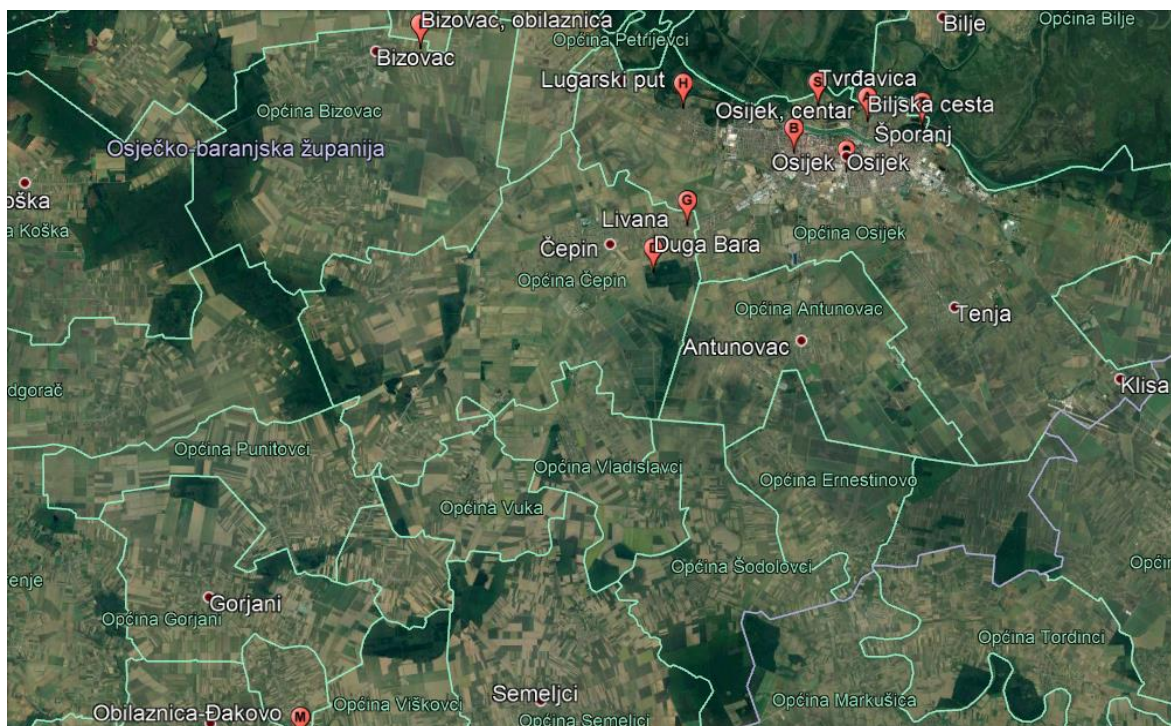 Bizovac, obilaznica
Bilje
Općina Bilje
Općina Petrijevci
Bizovac
Lugarski put
H
S
Tvrđavica
Općina Bizovac
Osijek, centar
Biljska cesta
B
Šporanj
Osječko-baranjska županija
Osijek
Osijek
oška
G
a Koška
Livana
Općina Osijek
Čepin
Duga Bara
Općina Čepin
Općina Antunovac
Tenja
Antunovac
Klisa
dgorač
Općina Punitovci
Općina Vladislavci
Općina Ernestinovo
Općina Vuka
Općina Šodolovci
Općin
enje
Gorjani
Općina Gorjani
Općina Tordinci
Semeljci
Općina Markušica
Obilaznica-Đakovo
M
Općina Viškovci
Općina Semeljci